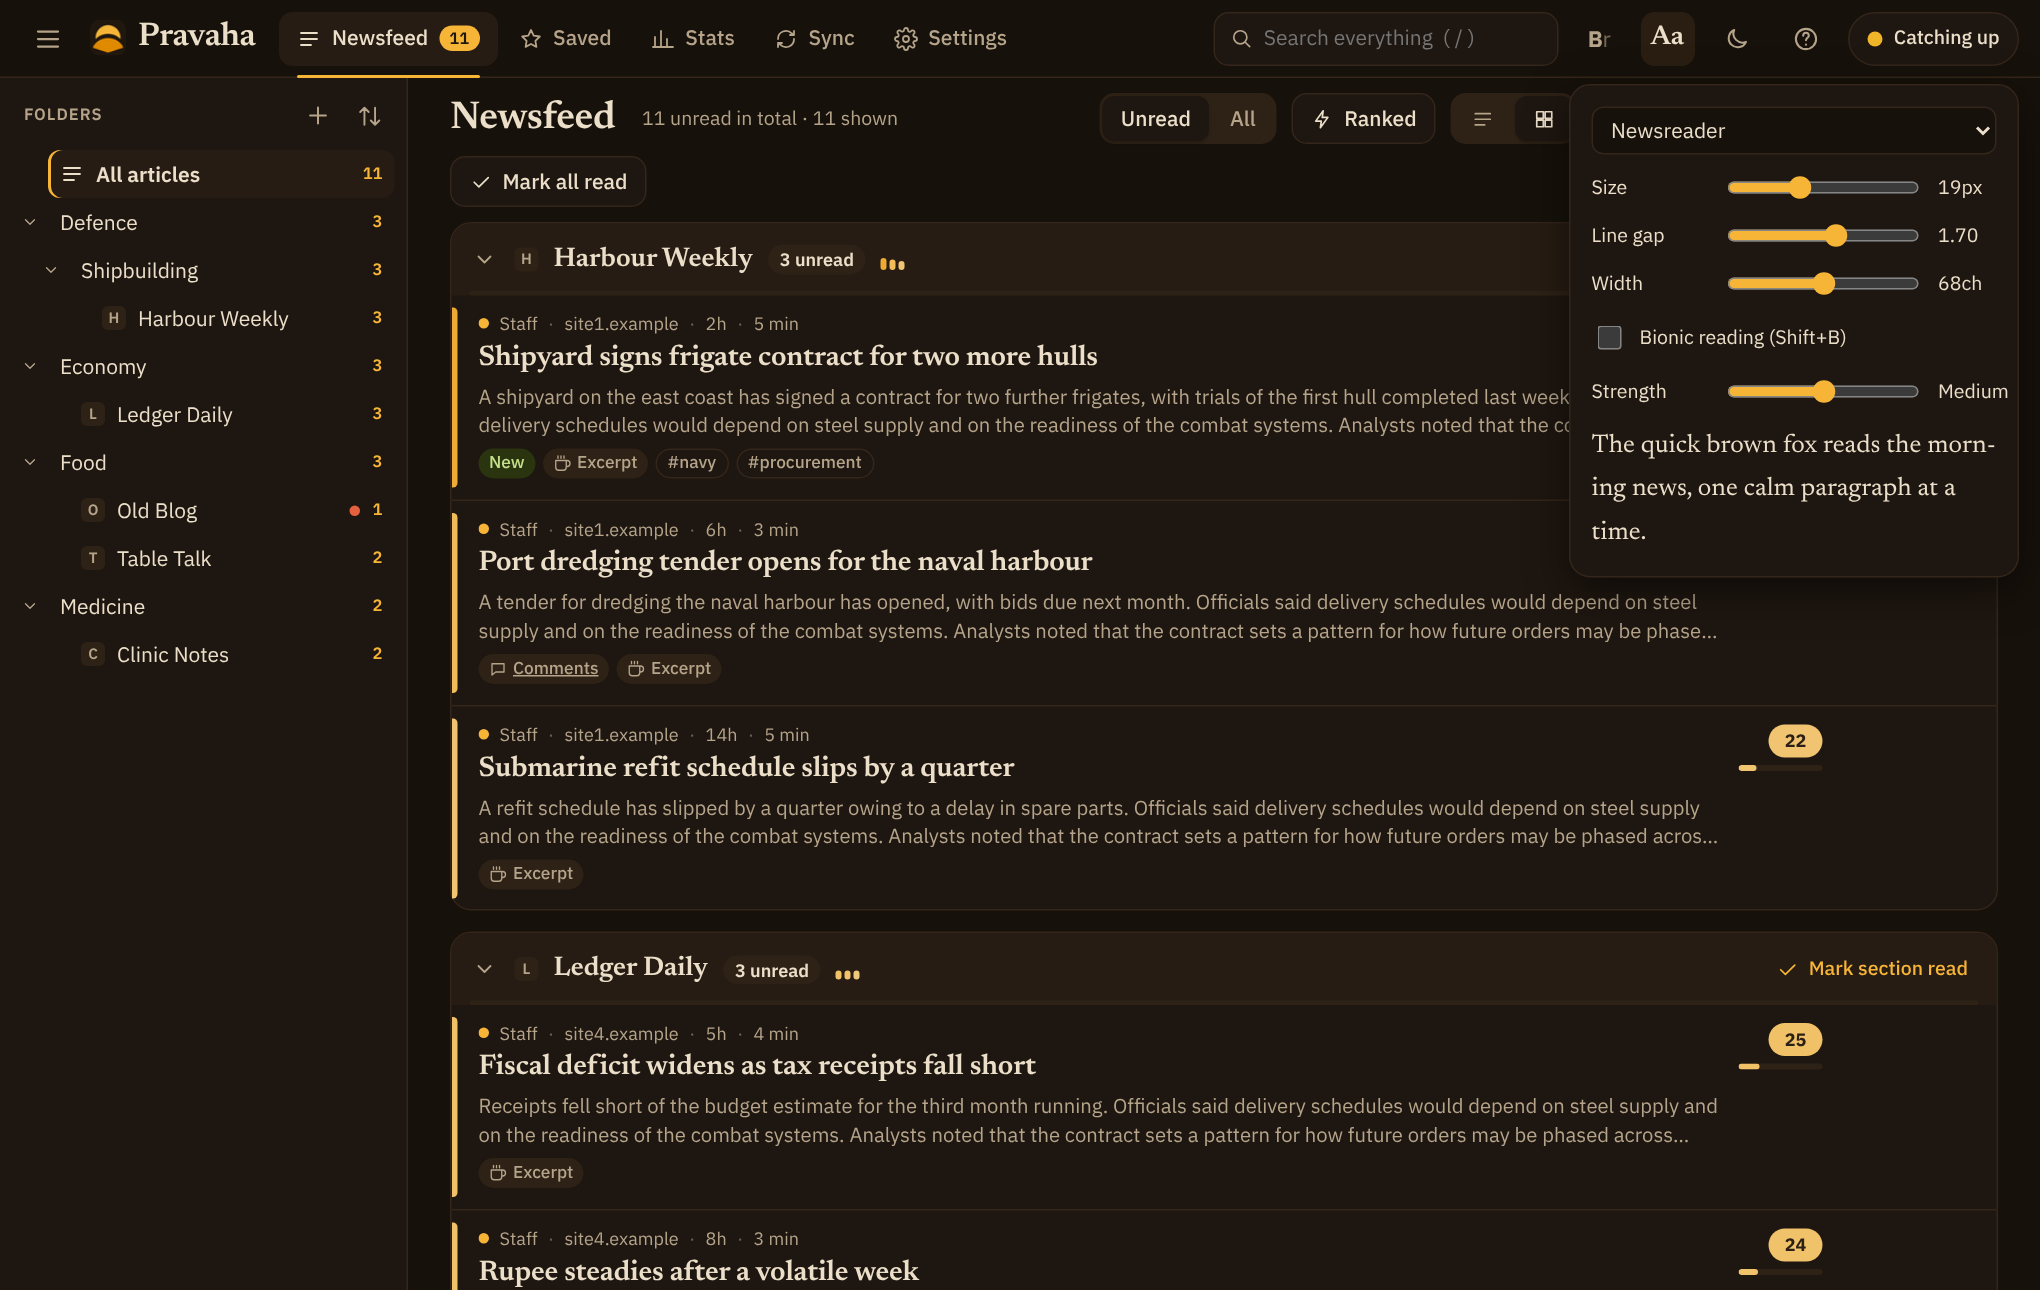 Pravaha
Newsfeed 11
Saved
Stats
Sync
Settings
Search everything ( / )
Br
Aa
Catching up
FOLDERS
All articles 11
Defence 3
Shipbuilding 3
H Harbour Weekly 3
Economy 3
L Ledger Daily 3
Food 3
O Old Blog 1
T Table Talk 2
Medicine 2
C Clinic Notes 2
Newsfeed
11 unread in total · 11 shown
Unread All
Ranked
Mark all read
Newsreader
Size 19px
Line gap 1.70
Width 68ch
Bionic reading (Shift+B)
Strength Medium
The quick brown fox reads the morn-
ing news, one calm paragraph at a
time.
H Harbour Weekly 3 unread
Staff · site1.example · 2h · 5 min
Shipyard signs frigate contract for two more hulls
A shipyard on the east coast has signed a contract for two further frigates, with trials of the first hull completed last week
delivery schedules would depend on steel supply and on the readiness of the combat systems. Analysts noted that the co
New Excerpt #navy #procurement
Staff · site1.example · 6h · 3 min
Port dredging tender opens for the naval harbour
A tender for dredging the naval harbour has opened, with bids due next month. Officials said delivery schedules would depend on steel
supply and on the readiness of the combat systems. Analysts noted that the contract sets a pattern for how future orders may be phase...
Comments Excerpt
Staff · site1.example · 14h · 5 min
22
Submarine refit schedule slips by a quarter
A refit schedule has slipped by a quarter owing to a delay in spare parts. Officials said delivery schedules would depend on steel supply
and on the readiness of the combat systems. Analysts noted that the contract sets a pattern for how future orders may be phased acros...
Excerpt
L Ledger Daily 3 unread
Mark section read
Staff · site4.example · 5h · 4 min
25
Fiscal deficit widens as tax receipts fall short
Receipts fell short of the budget estimate for the third month running. Officials said delivery schedules would depend on steel supply and
on the readiness of the combat systems. Analysts noted that the contract sets a pattern for how future orders may be phased across...
Excerpt
Staff · site4.example · 8h · 3 min
24
Rupee steadies after a volatile week